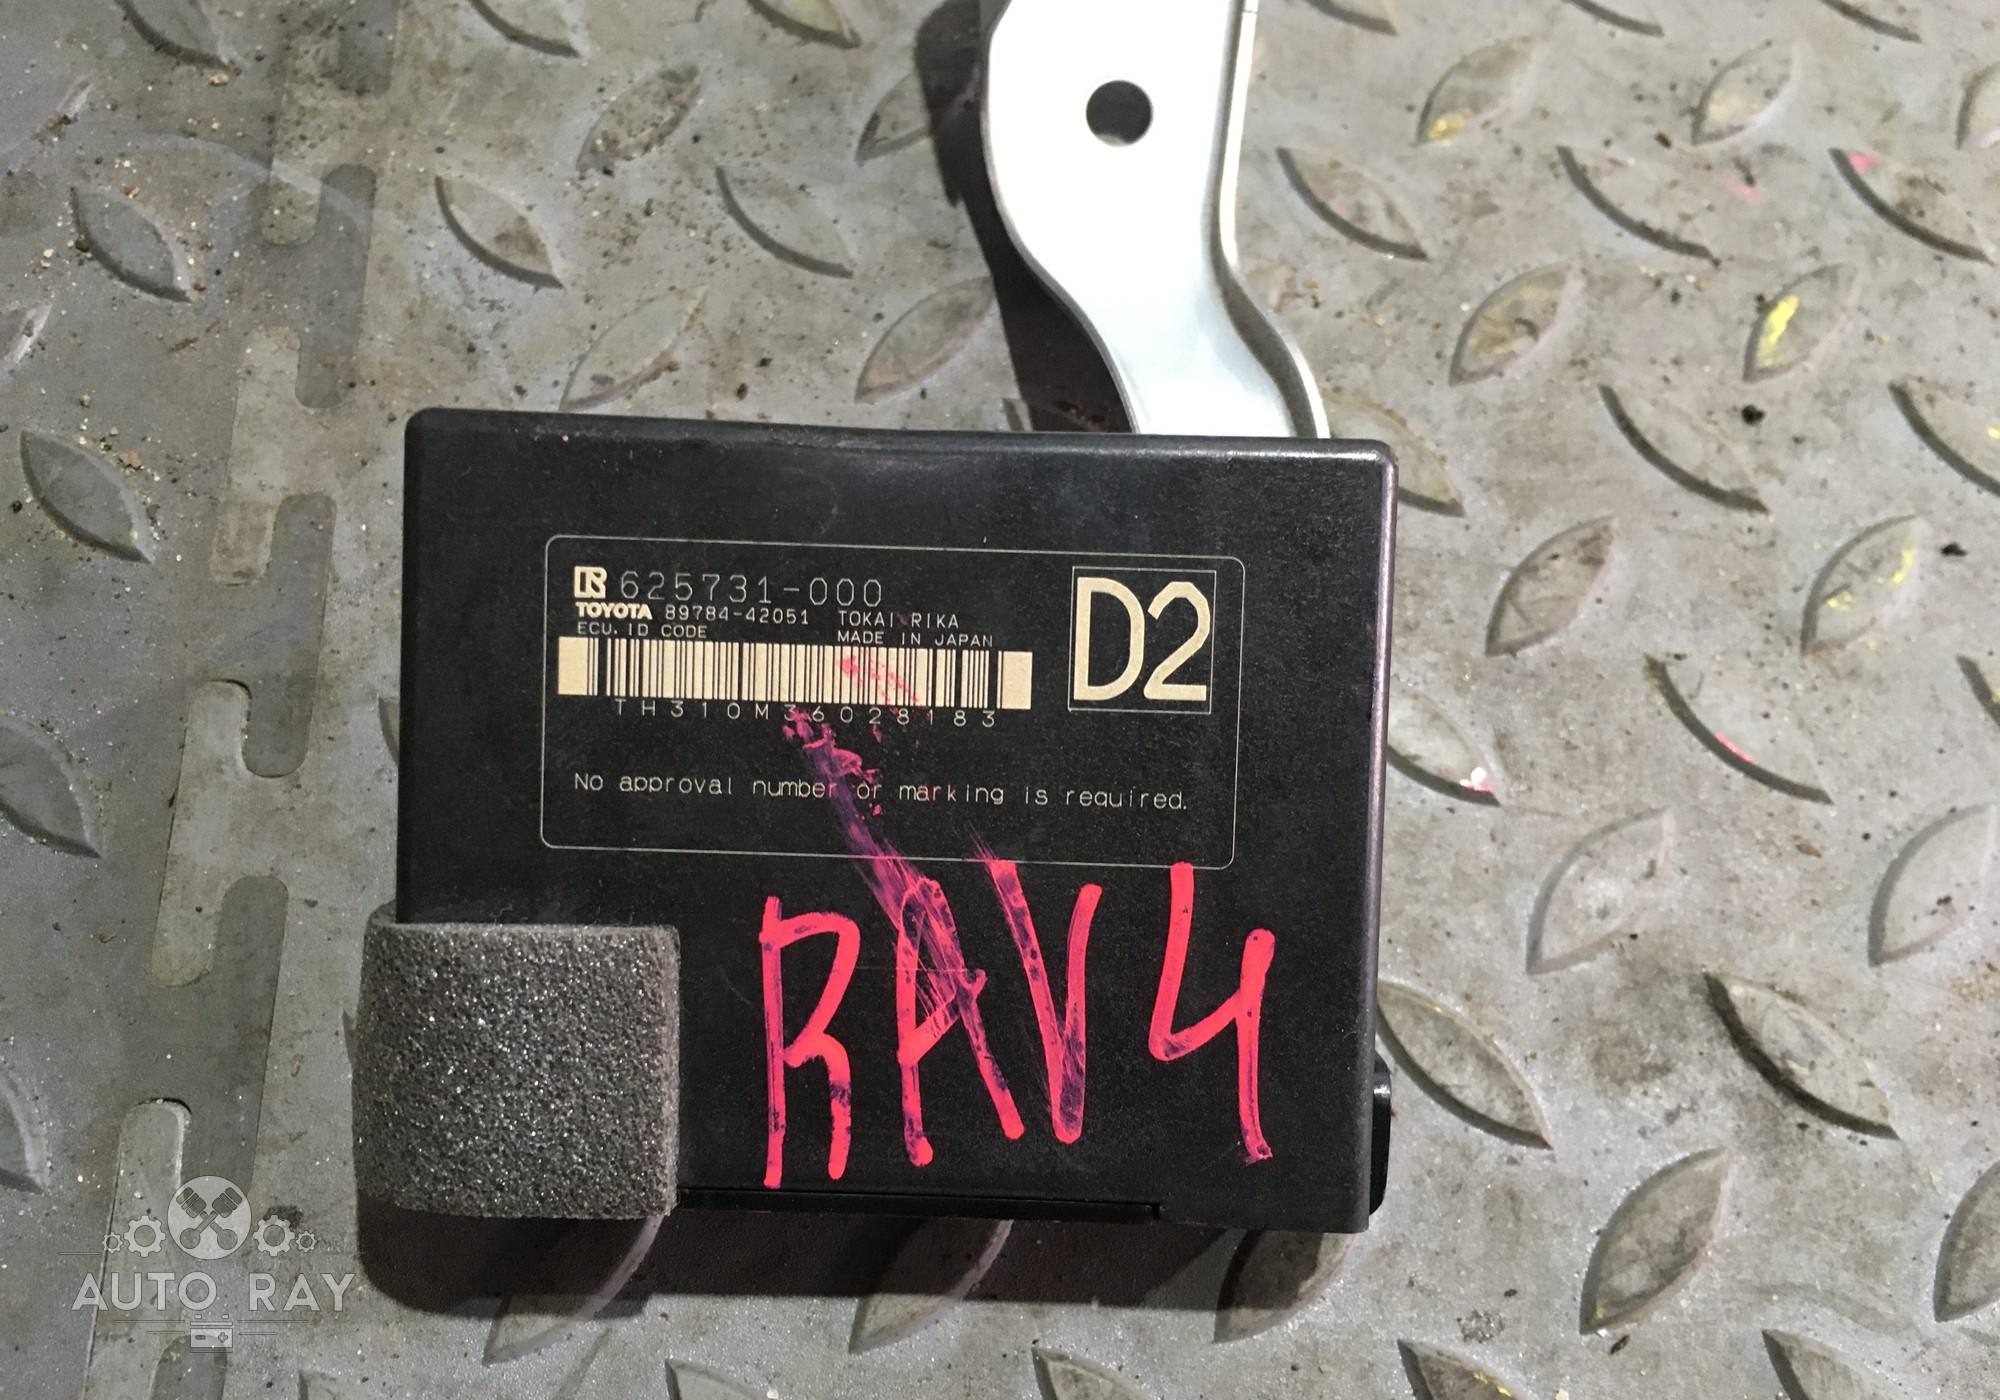 R 625731-000
TOYOTA 89784-42051 TOKAI RIKA
ECU. ID CODE MADE IN JAPAN
D2
TH310M36028183
No approval number or marking is required.
RAV4
AUTO RAY